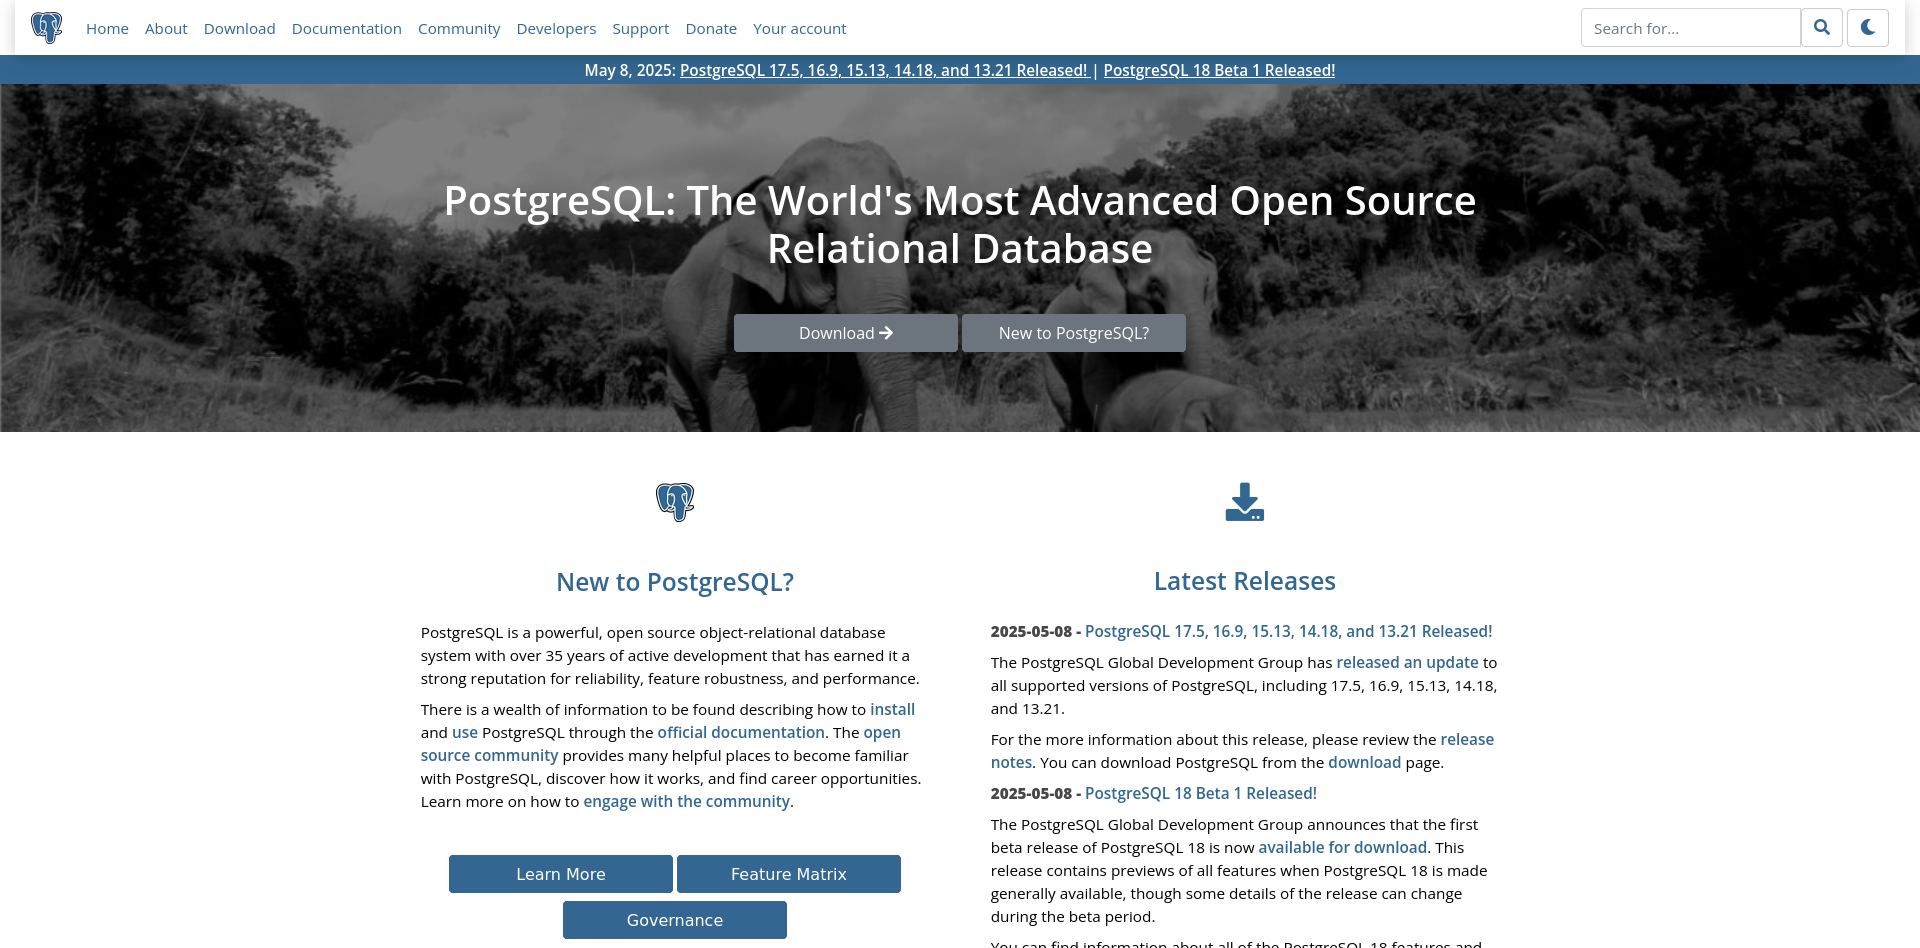 Home About Download Documentation Community Developers Support Donate Your account Search for...
May 8, 2025: PostgreSQL 17.5, 16.9, 15.13, 14.18, and 13.21 Released! | PostgreSQL 18 Beta 1 Released!
PostgreSQL: The World's Most Advanced Open Source
Relational Database
Download New to PostgreSQL?
New to PostgreSQL?
PostgreSQL is a powerful, open source object-relational database
system with over 35 years of active development that has earned it a
strong reputation for reliability, feature robustness, and performance.
There is a wealth of information to be found describing how to install
and use PostgreSQL through the official documentation. The open
source community provides many helpful places to become familiar
with PostgreSQL, discover how it works, and find career opportunities.
Learn more on how to engage with the community.
Learn More Feature Matrix
Governance
Latest Releases
2025-05-08 - PostgreSQL 17.5, 16.9, 15.13, 14.18, and 13.21 Released!
The PostgreSQL Global Development Group has released an update to
all supported versions of PostgreSQL, including 17.5, 16.9, 15.13, 14.18,
and 13.21.
For the more information about this release, please review the release
notes. You can download PostgreSQL from the download page.
2025-05-08 - PostgreSQL 18 Beta 1 Released!
The PostgreSQL Global Development Group announces that the first
beta release of PostgreSQL 18 is now available for download. This
release contains previews of all features when PostgreSQL 18 is made
generally available, though some details of the release can change
during the beta period.
You can find information about all of the PostgreSQL 18 features and